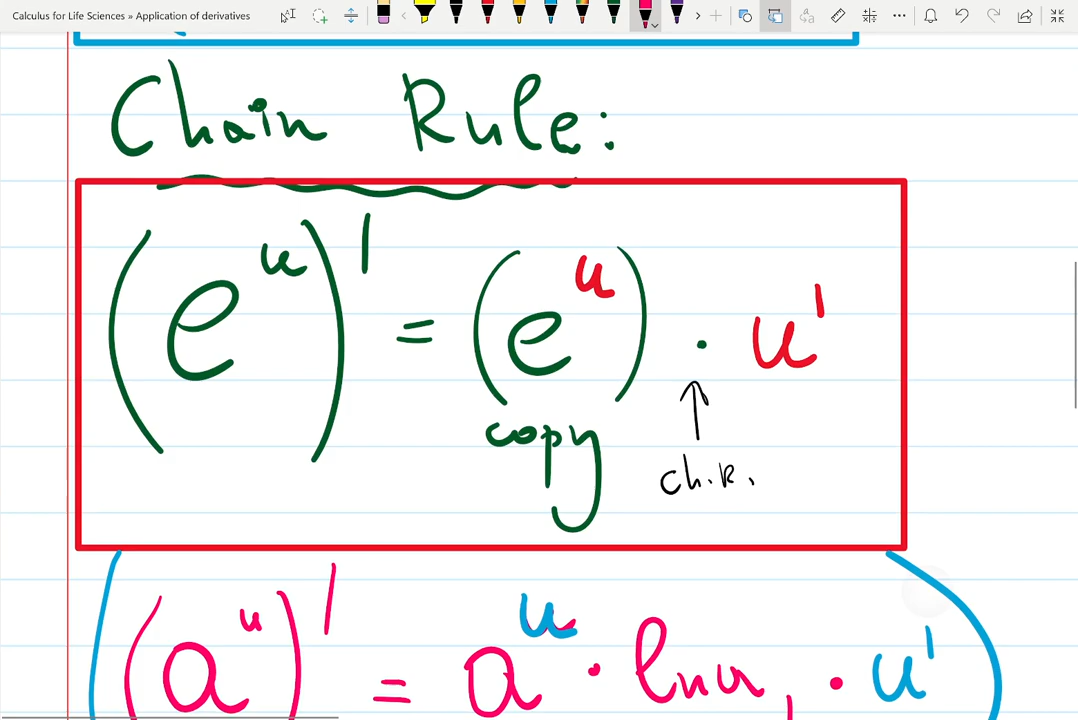 Calculus for Life Sciences » Application of derivatives
Chain Rule:
(e^u)' = (e^u) · u'
copy
ch.R.
(a^u)' = a^u · ln a · u'